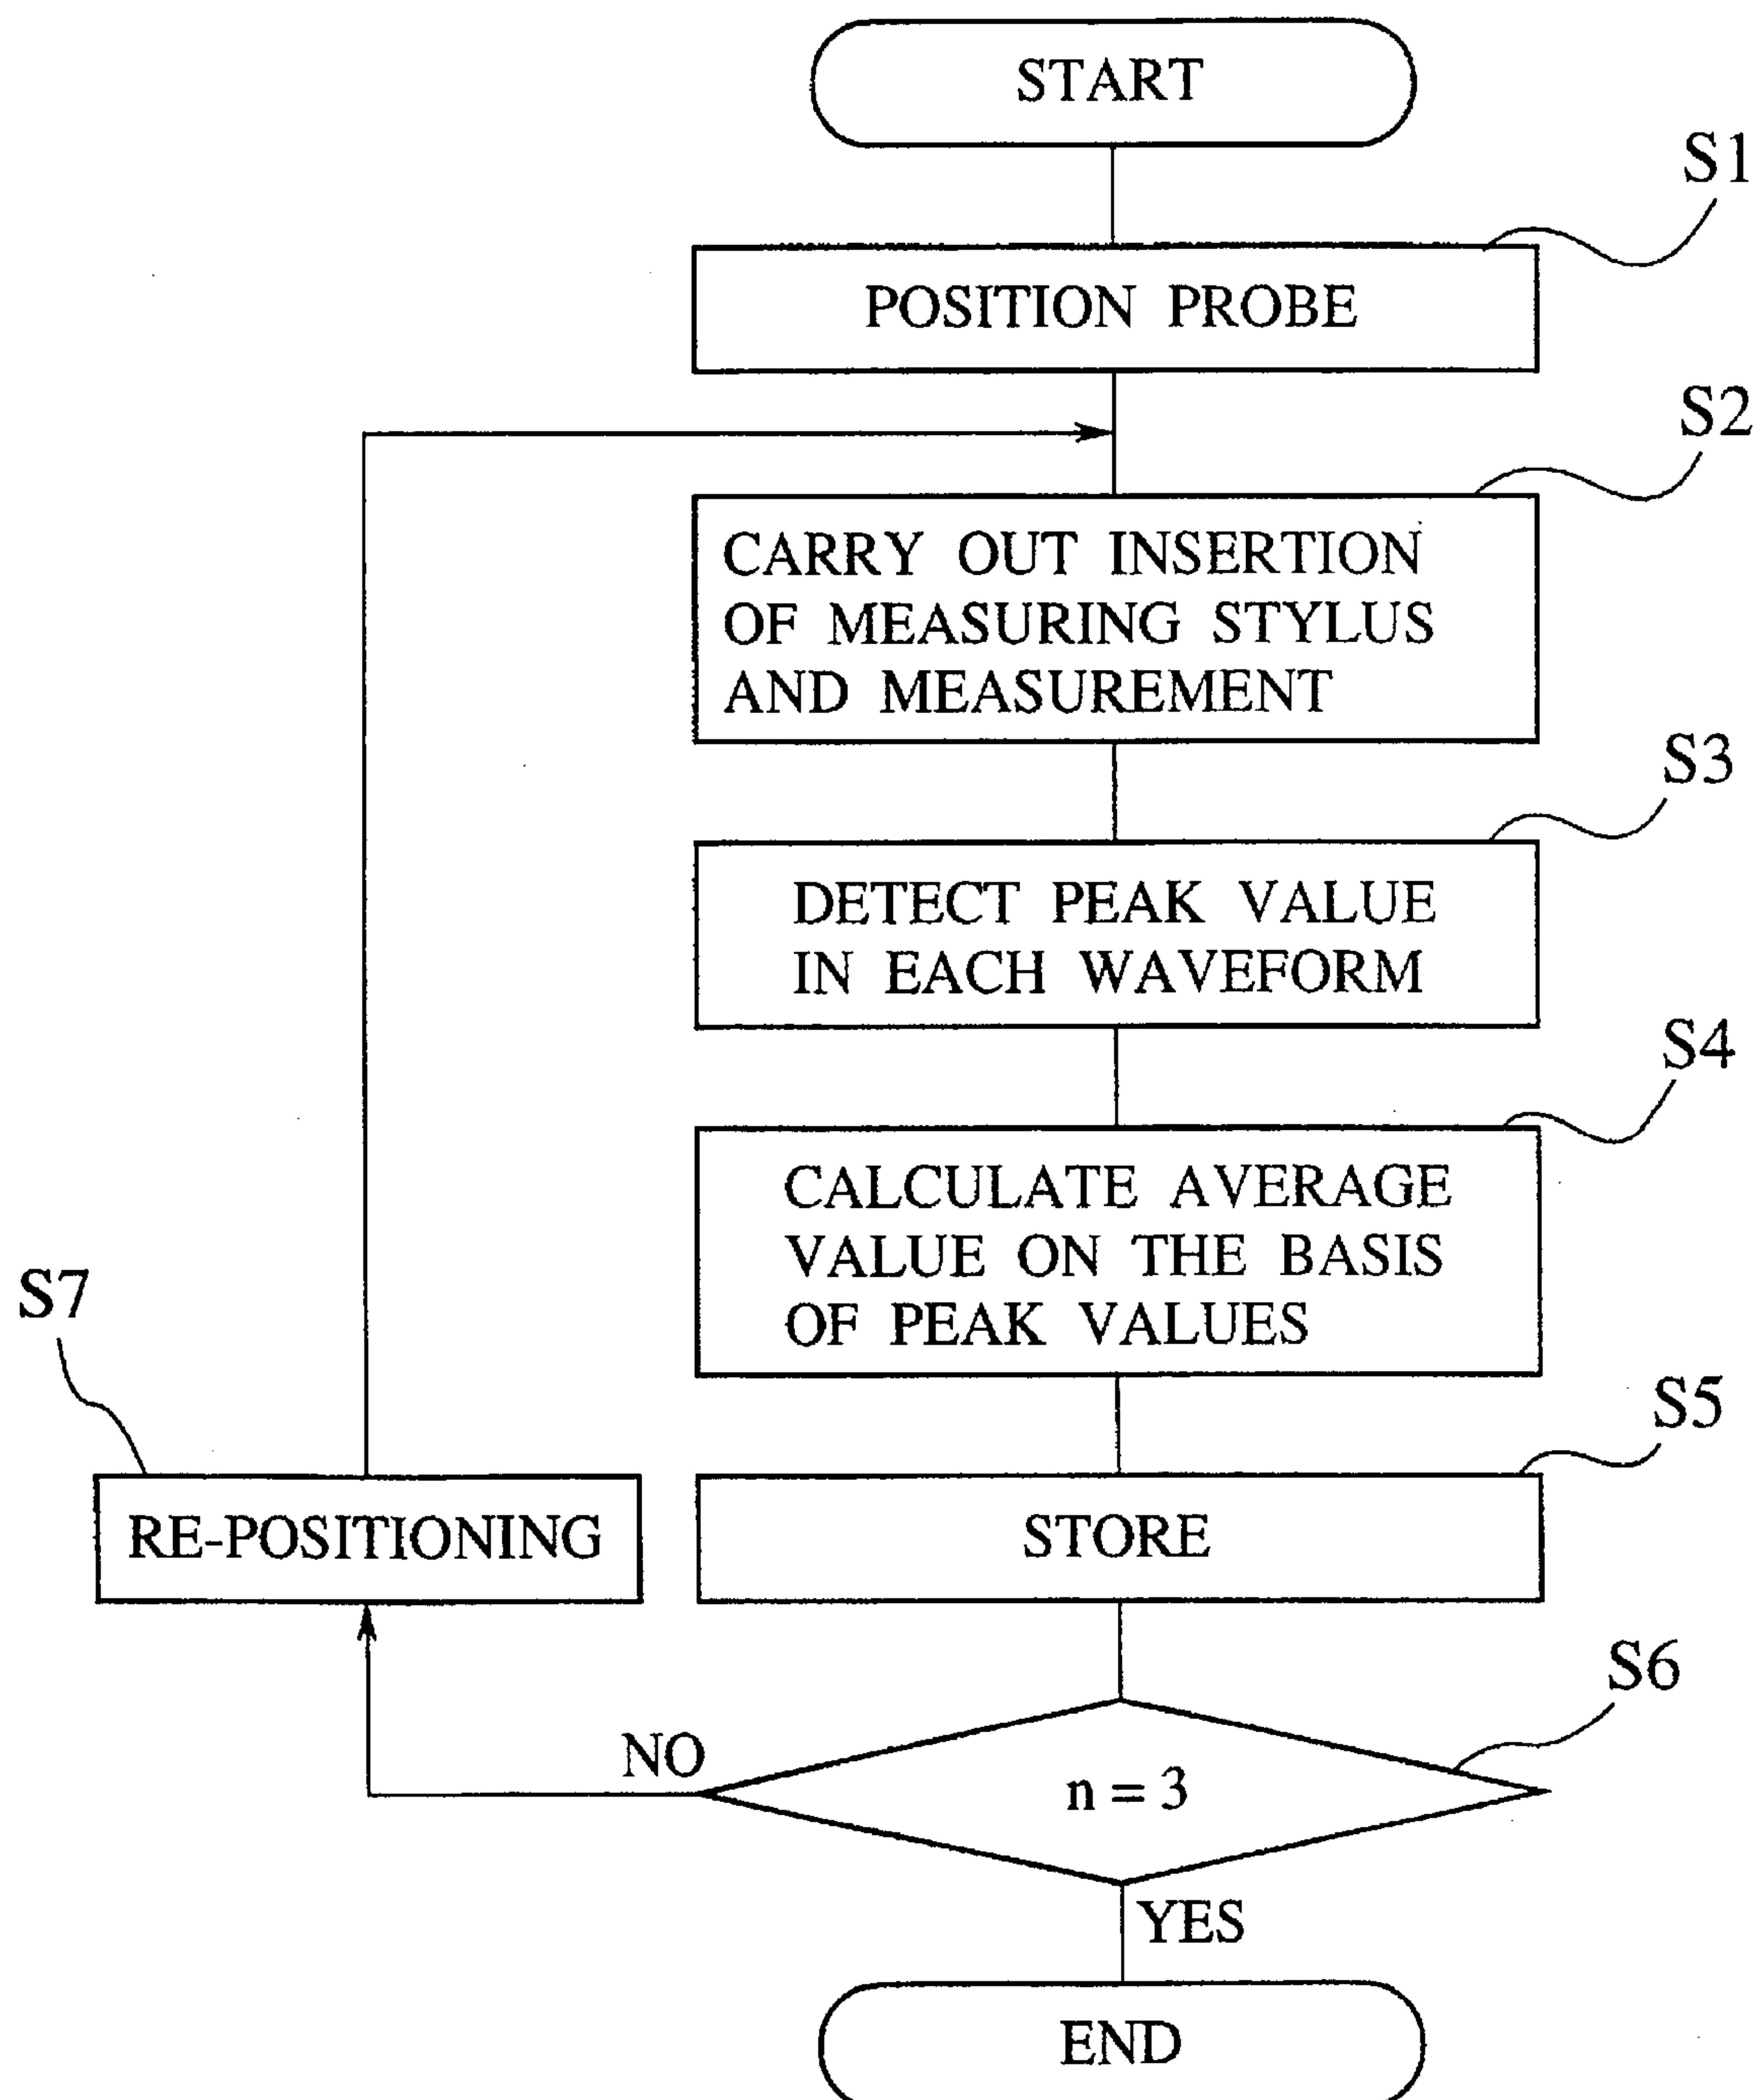 START
S1
POSITION PROBE
S2
CARRY OUT INSERTION
OF MEASURING STYLUS
AND MEASUREMENT
S3
DETECT PEAK VALUE
IN EACH WAVEFORM
S4
CALCULATE AVERAGE
VALUE ON THE BASIS
OF PEAK VALUES
S7
S5
RE-POSITIONING
STORE
S6
NO
n = 3
YES
END